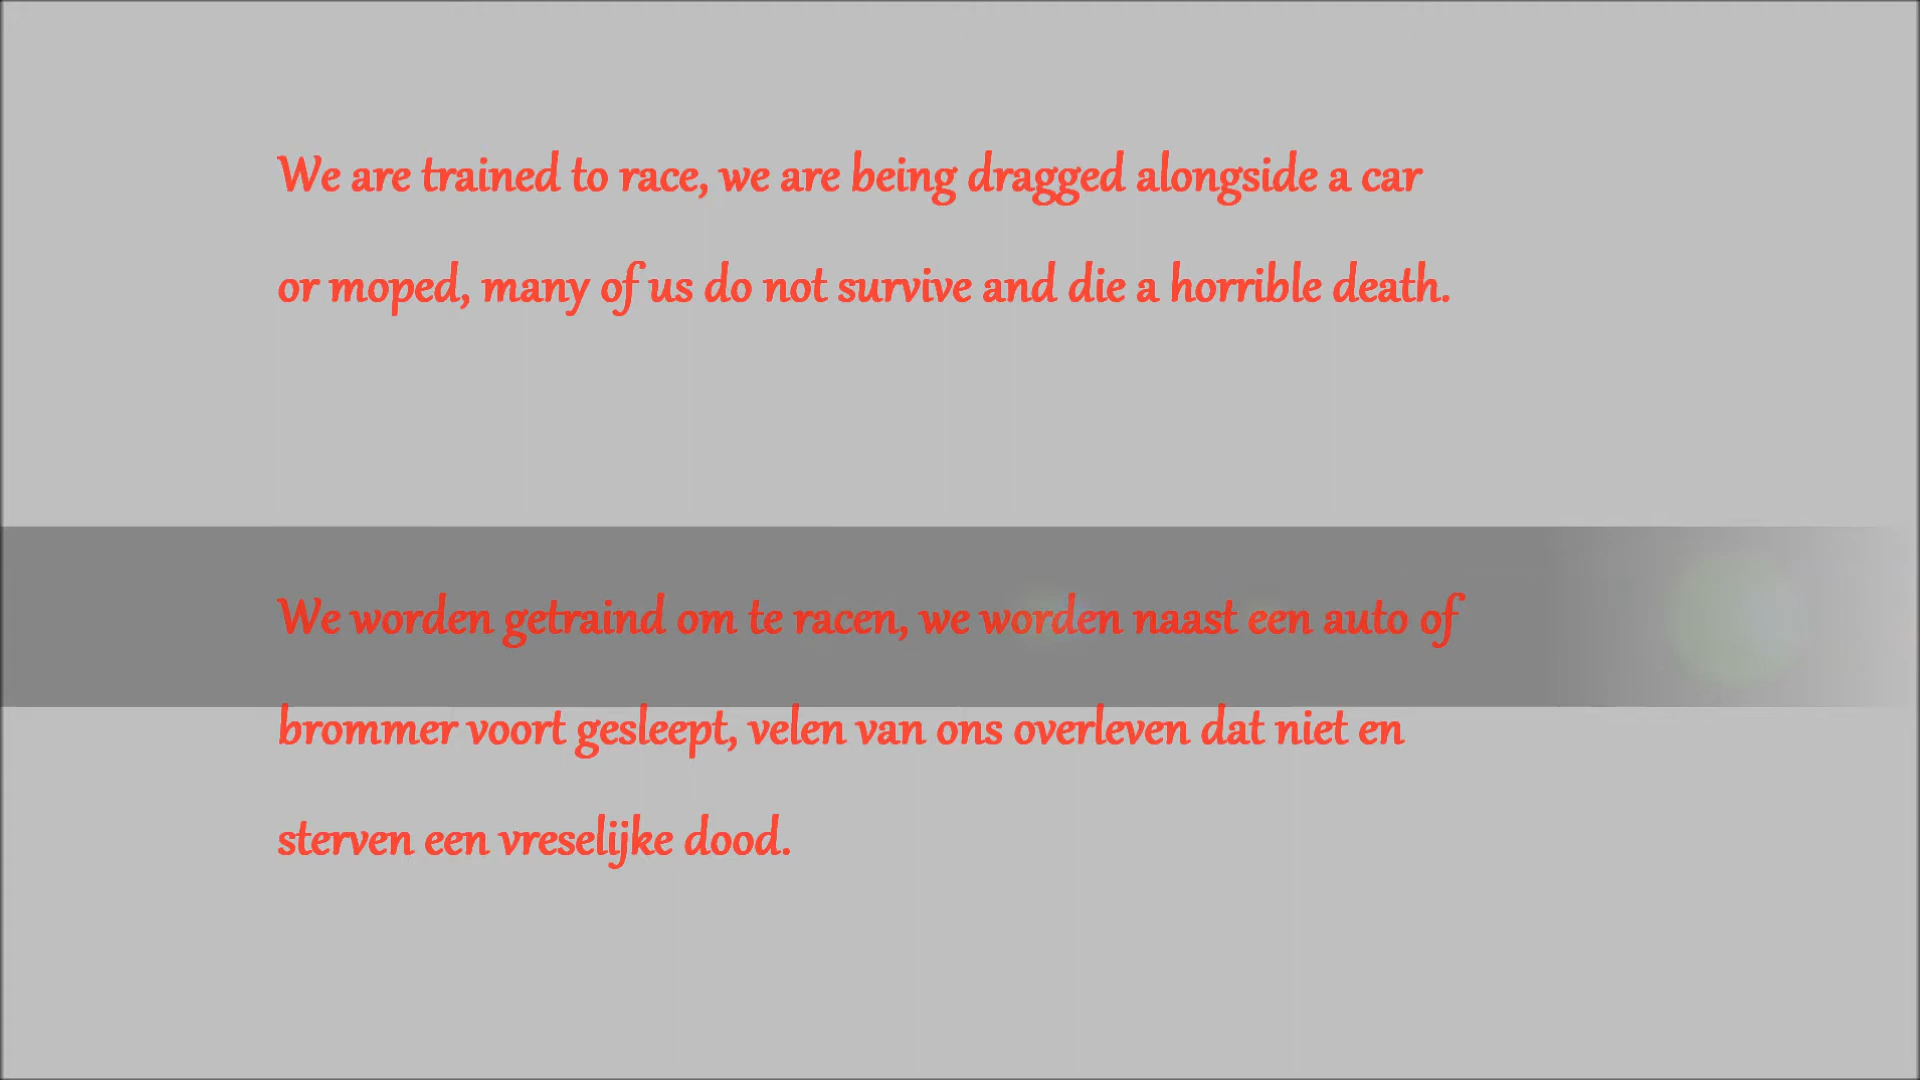 We are trained to race, we are being dragged alongside a car
or moped, many of us do not survive and die a horrible death.
We worden getraind om te racen, we worden naast een auto of
brommer voort gesleept, velen van ons overleven dat niet en
sterven een vreselijke dood.